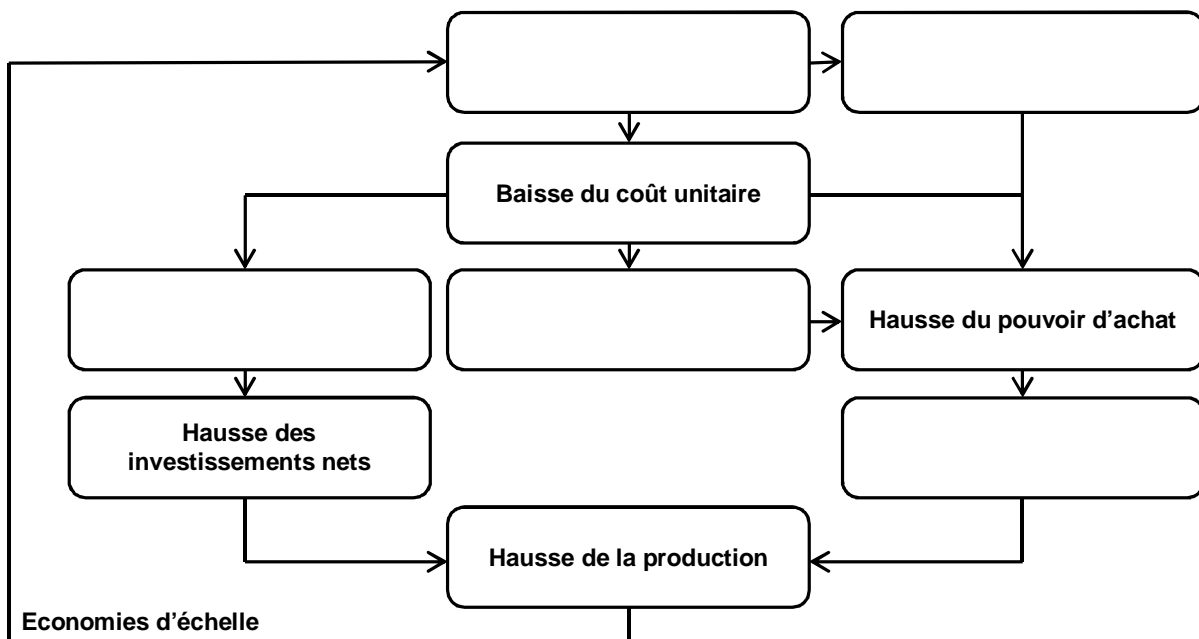 Baisse du coût unitaire
Hausse du pouvoir d’achat
Hausse des
investissements nets
Hausse de la production
Economies d’échelle